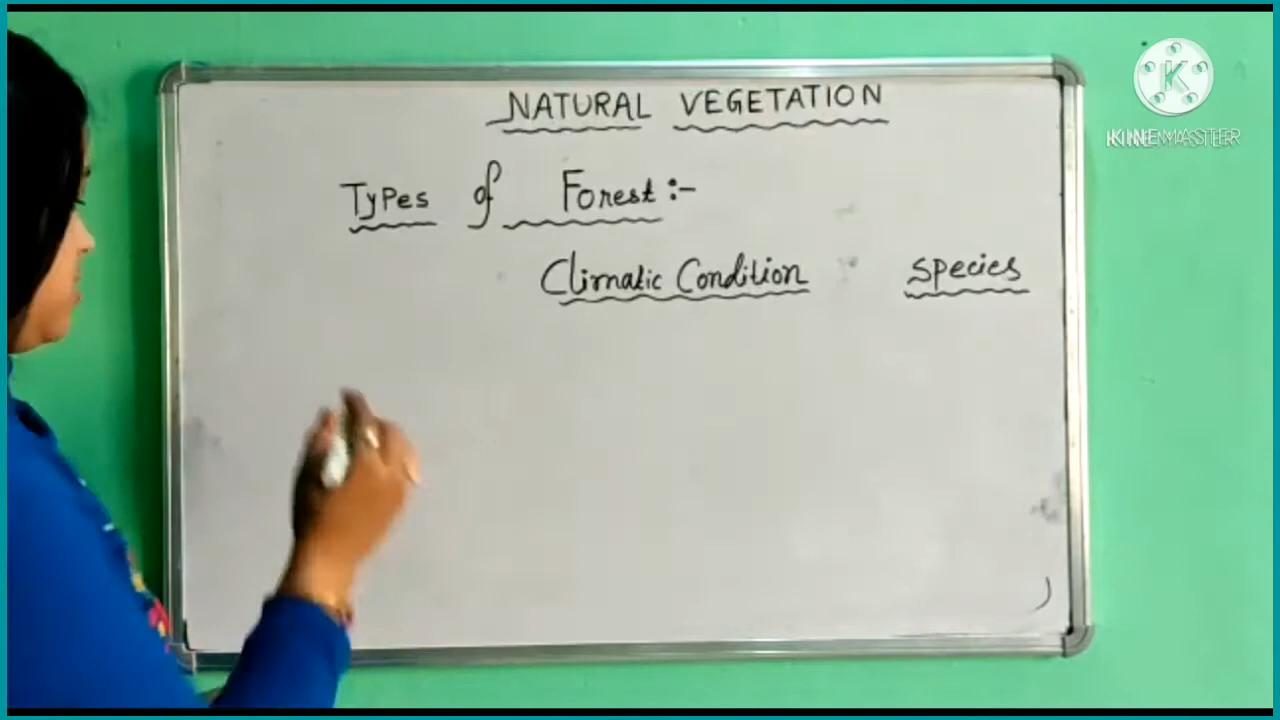 NATURAL VEGETATION
Types of Forest :-
Climatic Condition species
KINEMASTER